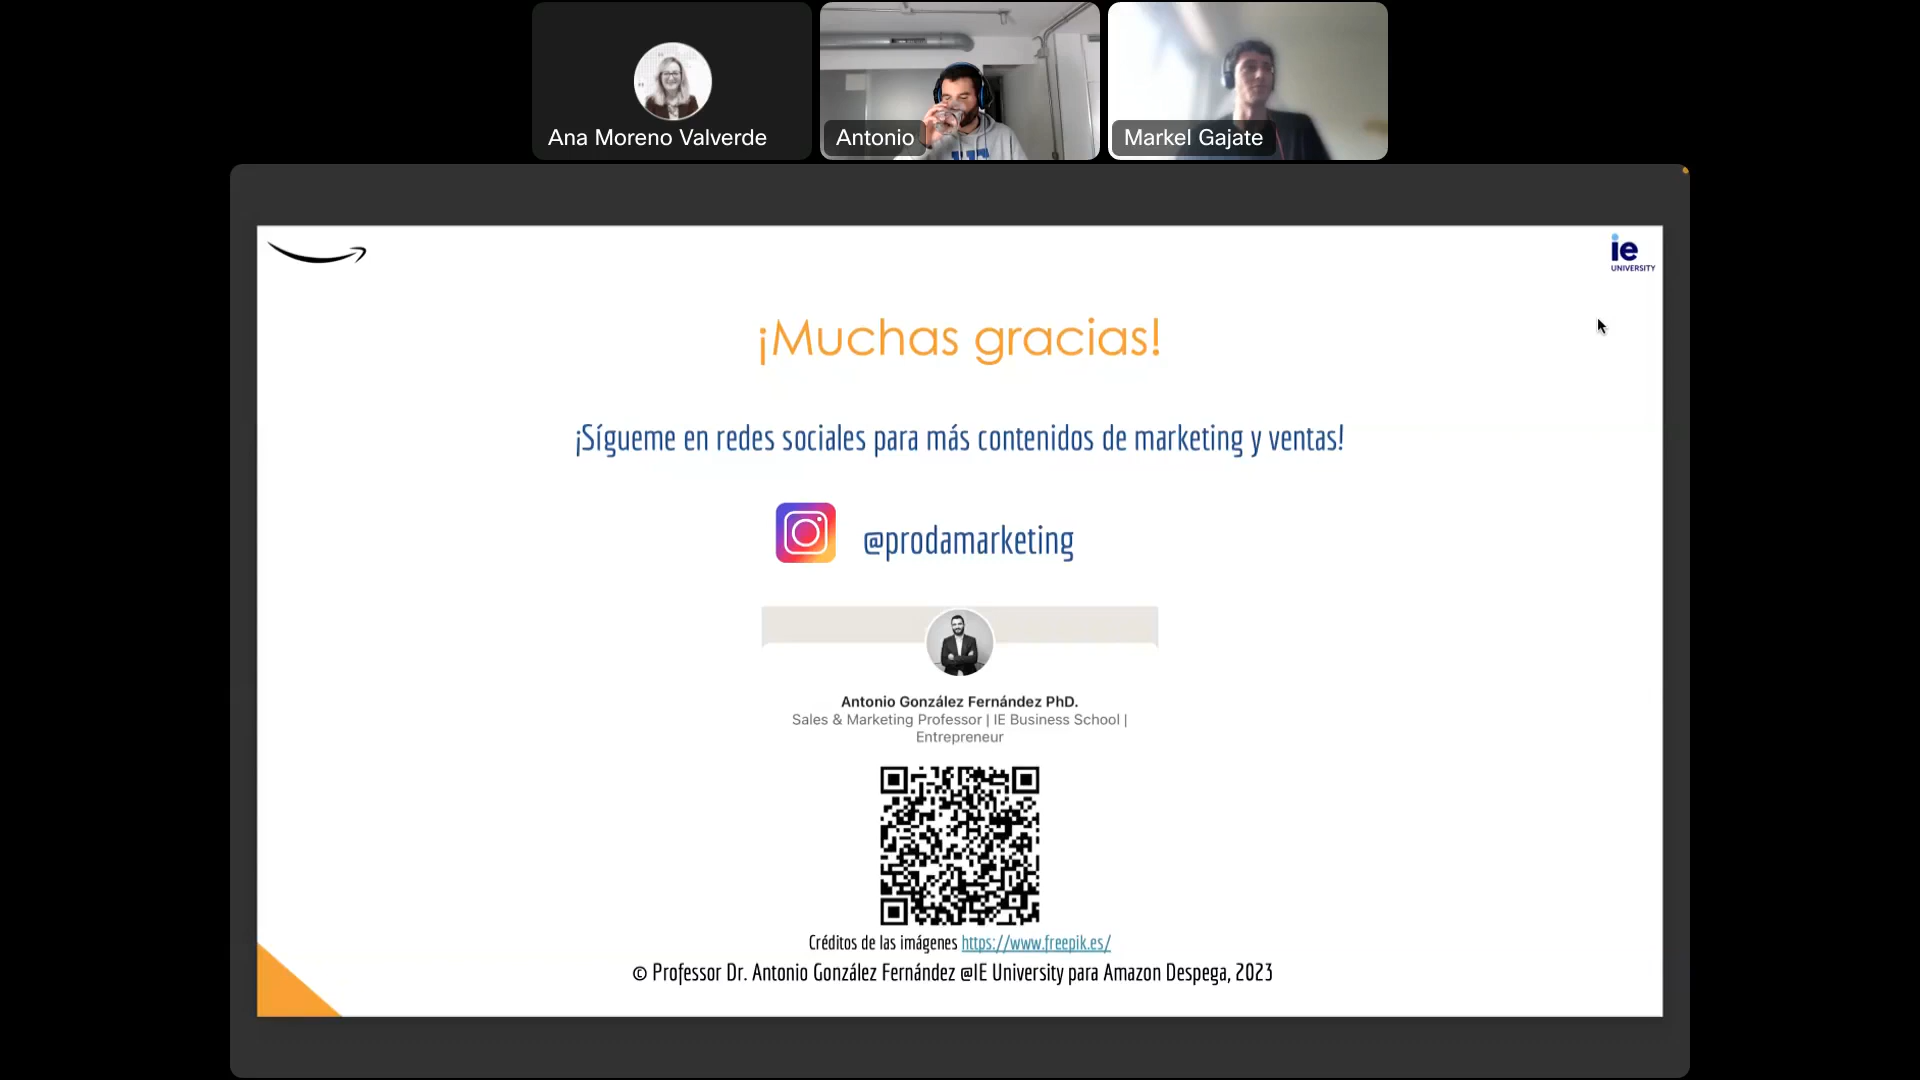 Ana Moreno Valverde
Antonio
Markel Gajate
ie
UNIVERSITY
¡Muchas gracias!
¡Sígueme en redes sociales para más contenidos de marketing y ventas!
@prodamarketing
Antonio González Fernández PhD.
Sales & Marketing Professor | IE Business School |
Entrepreneur
Créditos de las imágenes https://www.freepik.es/
© Professor Dr. Antonio González Fernández @IE University para Amazon Despega, 2023